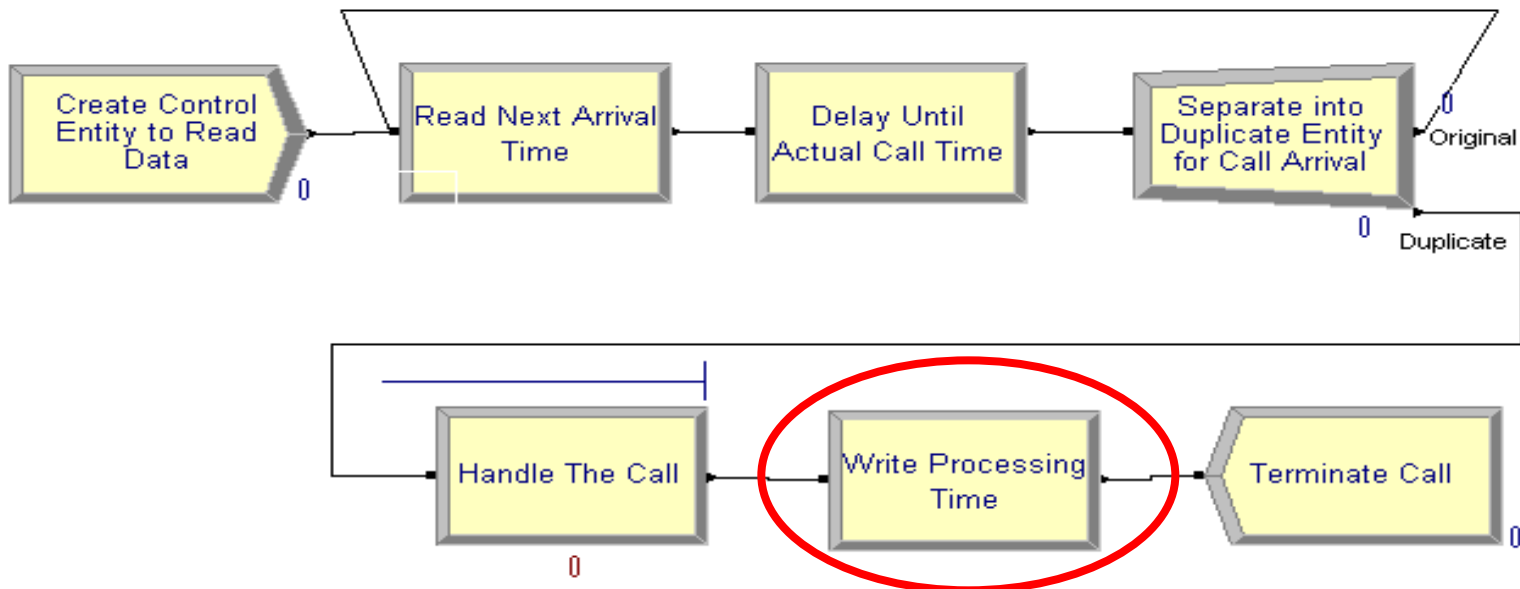 Create Control
Entity to Read
Data
0
Read Next Arrival
Time
Delay Until
Actual Call Time
Separate into
Duplicate Entity
for Call Arrival
0
Original
0
Duplicate
Handle The Call
0
Write Processing
Time
Terminate Call
0